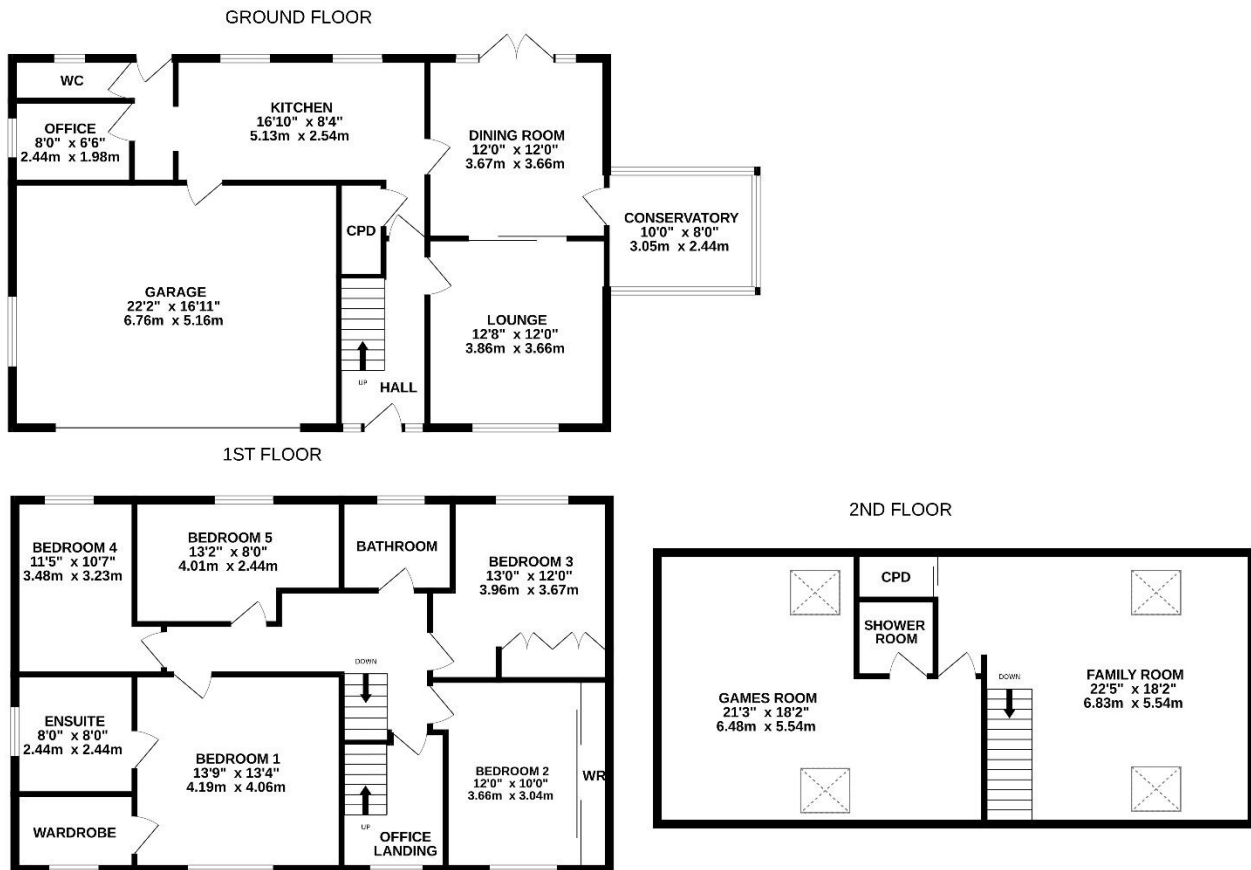 GROUND FLOOR
WC
OFFICE
8'0" x 6'6"
2.44m x 1.98m
KITCHEN
16'10" x 8'4"
5.13m x 2.54m
DINING ROOM
12'0" x 12'0"
3.67m x 3.66m
CONSERVATORY
10'0" x 8'0"
3.05m x 2.44m
CPD
GARAGE
22'2" x 16'11"
6.76m x 5.16m
LOUNGE
12'8" x 12'0"
3.86m x 3.66m
UP
HALL
1ST FLOOR
BEDROOM 4
11'5" x 10'7"
3.48m x 3.23m
BEDROOM 5
13'2" x 8'0"
4.01m x 2.44m
BATHROOM
BEDROOM 3
13'0" x 12'0"
3.96m x 3.67m
DOWN
ENSUITE
8'0" x 8'0"
2.44m x 2.44m
BEDROOM 1
13'9" x 13'4"
4.19m x 4.06m
BEDROOM 2
12'0" x 10'0"
3.66m x 3.04m
WR
WARDROBE
UP
OFFICE
LANDING
2ND FLOOR
CPD
SHOWER
ROOM
GAMES ROOM
21'3" x 18'2"
6.48m x 5.54m
DOWN
FAMILY ROOM
22'5" x 18'2"
6.83m x 5.54m